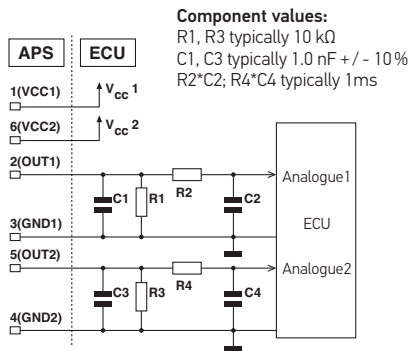 Component values:
R1, R3 typically 10 kΩ
C1, C3 typically 1.0 nF +/- 10%
R2*C2; R4*C4 typically 1ms
APS
ECU
1(VCC1)
Vcc 1
6(VCC2)
Vcc 2
2(OUT1)
C1
R1
R2
C2
Analogue1
3(GND1)
ECU
5(OUT2)
C3
R3
R4
C4
Analogue2
4(GND2)